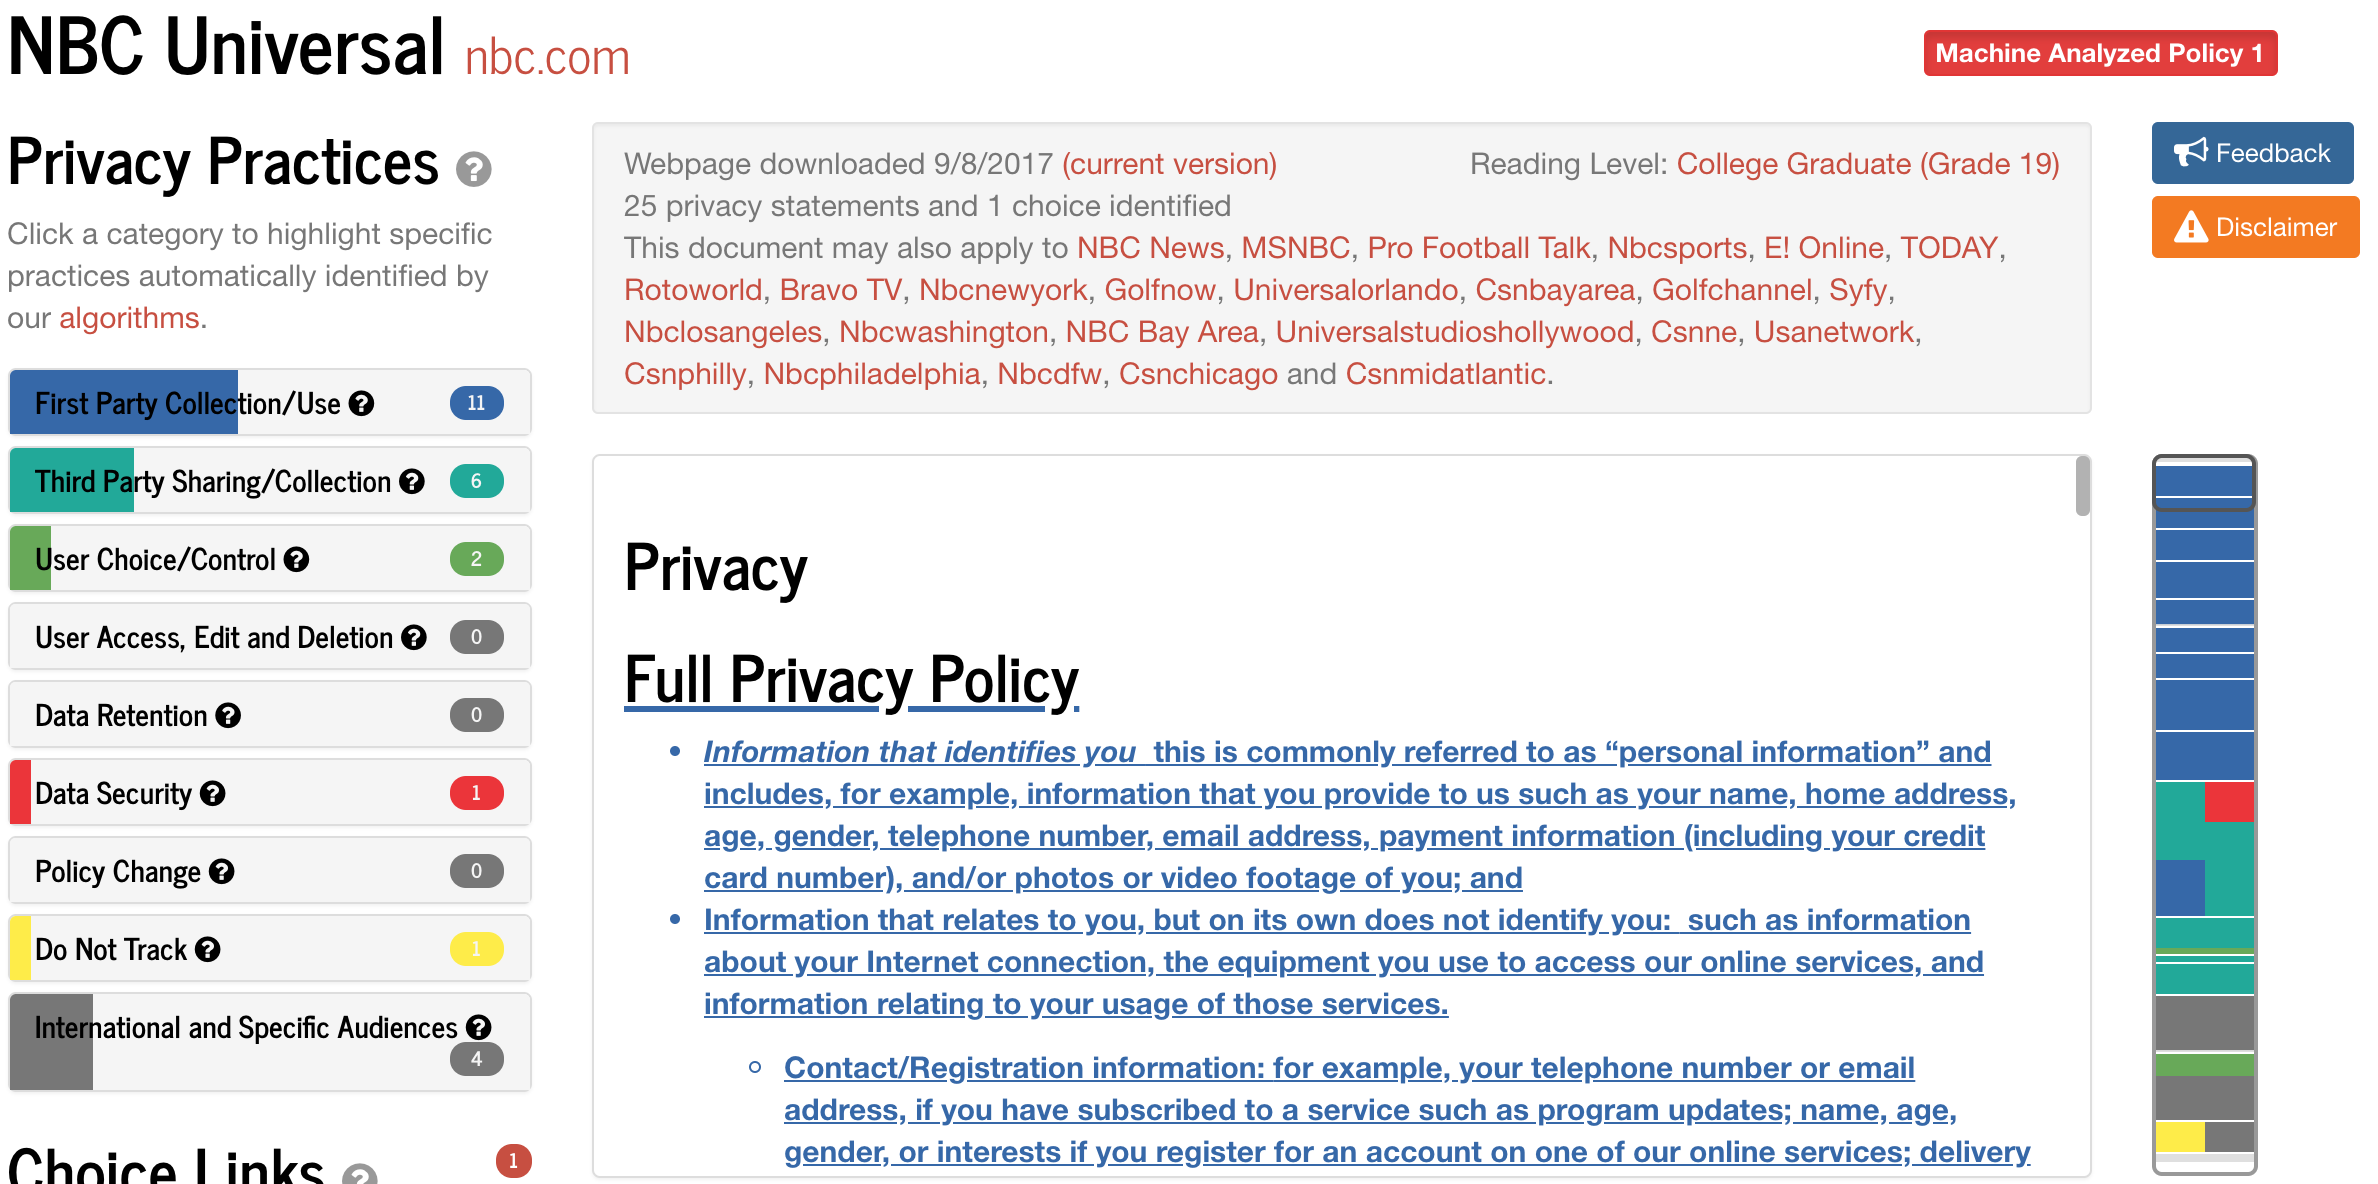 NBC Universal nbc.com
Machine Analyzed Policy 1
Privacy Practices ?
Click a category to highlight specific
practices automatically identified by
our algorithms.
First Party Collection/Use ? 11
Third Party Sharing/Collection ? 6
User Choice/Control ? 2
User Access, Edit and Deletion ? 0
Data Retention ? 0
Data Security ? 1
Policy Change ? 0
Do Not Track ? 1
International and Specific Audiences ?
4
Choice Links ? 1
Webpage downloaded 9/8/2017 (current version) Reading Level: College Graduate (Grade 19)
25 privacy statements and 1 choice identified
This document may also apply to NBC News, MSNBC, Pro Football Talk, Nbcsports, E! Online, TODAY,
Rotoworld, Bravo TV, Nbcnewyork, Golfnow, Universalorlando, Csnbayarea, Golfchannel, Syfy,
Nbclosangeles, Nbcwashington, NBC Bay Area, Universalstudioshollywood, Csnne, Usanetwork,
Csnphilly, Nbcphiladelphia, Nbcdfw, Csnchicago and Csnmidatlantic.
Privacy
Full Privacy Policy
• Information that identifies you this is commonly referred to as “personal information” and
includes, for example, information that you provide to us such as your name, home address,
age, gender, telephone number, email address, payment information (including your credit
card number), and/or photos or video footage of you; and
• Information that relates to you, but on its own does not identify you: such as information
about your Internet connection, the equipment you use to access our online services, and
information relating to your usage of those services.
Contact/Registration information: for example, your telephone number or email
address, if you have subscribed to a service such as program updates; name, age,
gender, or interests if you register for an account on one of our online services; delivery
Feedback
Disclaimer